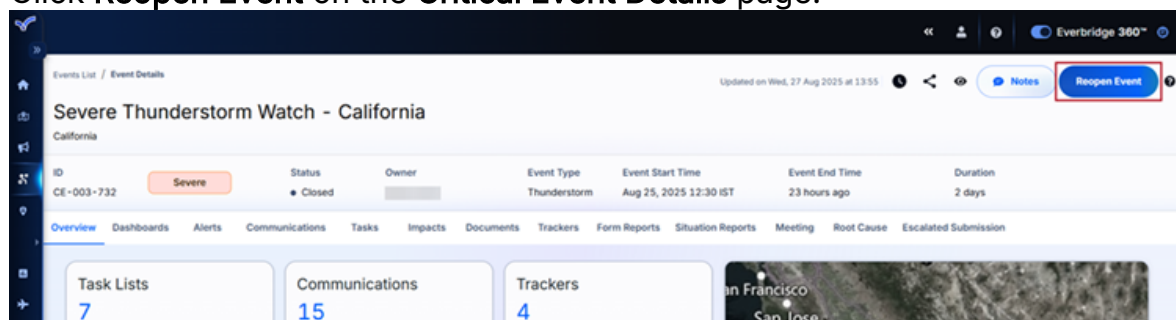 Click Reopen Event on the Critical Event Details page.
Everbridge 360™
Events List / Event Details
Updated on Wed, 27 Aug 2025 at 13:55
Notes
Reopen Event
Severe Thunderstorm Watch - California
California
ID Status Owner Event Type Event Start Time Event End Time Duration
CE-003-732 Severe Closed Thunderstorm Aug 25, 2025 12:30 IST 23 hours ago 2 days
Overview Dashboards Alerts Communications Tasks Impacts Documents Trackers Form Reports Situation Reports Meeting Root Cause Escalated Submission
Task Lists Communications Trackers
7 15 4
an Francisco
San Jose